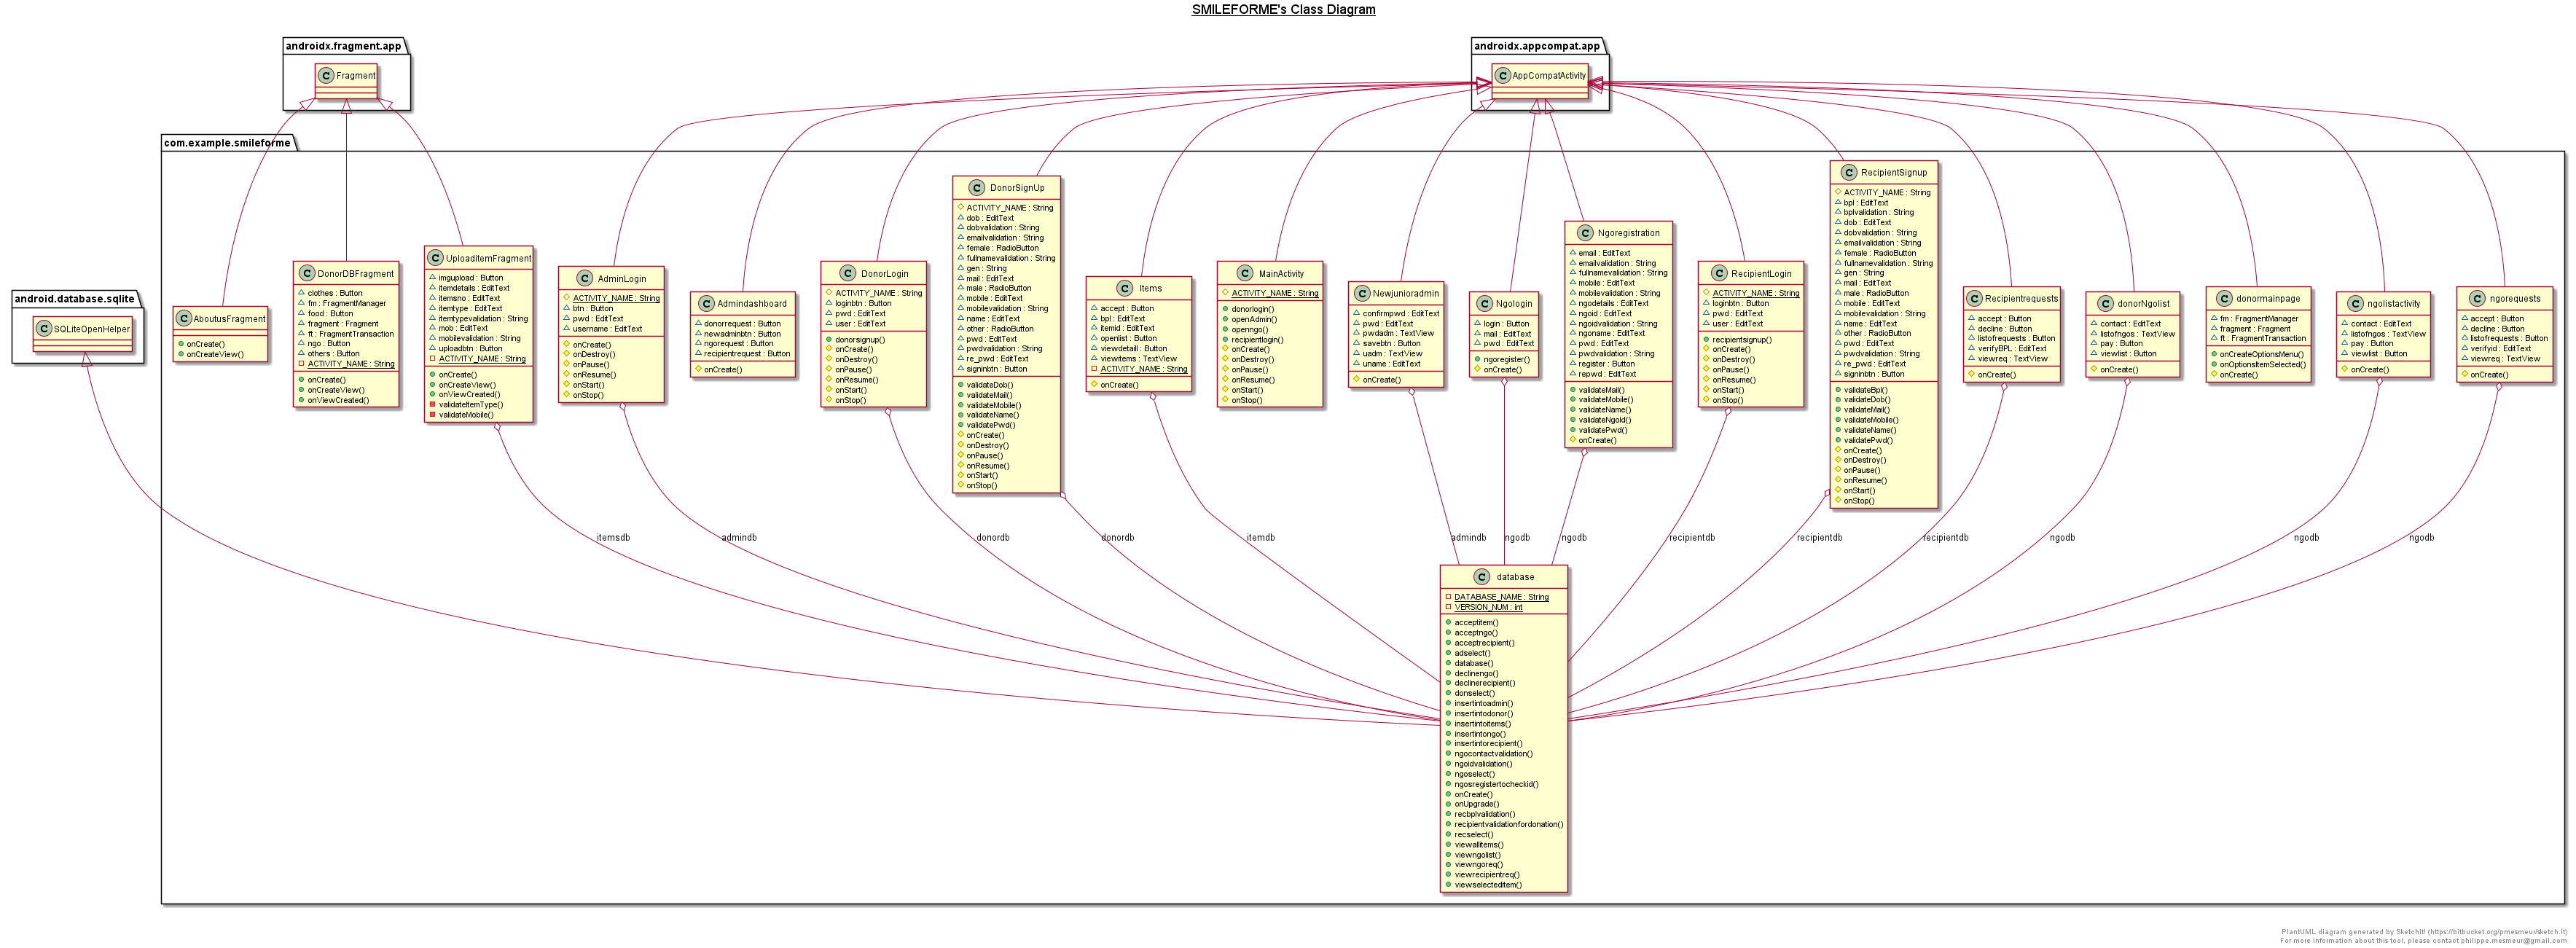 SMILEFORME's Class Diagram
androidx.fragment.app
Fragment
androidx.appcompat.app
AppCompatActivity
com.example.smileforme
android.database.sqlite
SQLiteOpenHelper
AboutusFragment
onCreate()
onCreateView()
DonorDBFragment
clothes : Button
fm : FragmentManager
food : Button
fragment : Fragment
ft : FragmentTransaction
ngo : Button
others : Button
ACTIVITY_NAME : String
onCreate()
onCreateView()
onViewCreated()
UploaditemFragment
imgupload : Button
itemdetails : EditText
itemsno : EditText
itemtype : EditText
itemtypevalidation : String
mob : EditText
mobilevalidation : String
uploadbtn : Button
ACTIVITY_NAME : String
onCreate()
onCreateView()
onViewCreated()
validateItemType()
validateMobile()
AdminLogin
ACTIVITY_NAME : String
btn : Button
pwd : EditText
username : EditText
onCreate()
onDestroy()
onPause()
onResume()
onStart()
onStop()
Admindashboard
donorrequest : Button
newadminbtn : Button
ngorequest : Button
recipientrequest : Button
onCreate()
DonorLogin
ACTIVITY_NAME : String
loginbtn : Button
pwd : EditText
user : EditText
donorsignup()
onCreate()
onDestroy()
onPause()
onResume()
onStart()
onStop()
DonorSignUp
ACTIVITY_NAME : String
dob : EditText
dobvalidation : String
emailvalidation : String
female : RadioButton
fullnamevalidation : String
gen : String
mail : EditText
male : RadioButton
mobile : EditText
mobilevalidation : String
name : EditText
other : RadioButton
pwd : EditText
pwdvalidation : String
re_pwd : EditText
signinbtn : Button
validateDob()
validateMail()
validateMobile()
validateName()
validatePwd()
onCreate()
onDestroy()
onPause()
onResume()
onStart()
onStop()
Items
accept : Button
bpl : EditText
itemid : EditText
openlist : Button
viewdetaill : Button
viewitems : TextView
ACTIVITY_NAME : String
onCreate()
MainActivity
ACTIVITY_NAME : String
donorlogin()
openAdmin()
openngo()
recipientlogin()
onCreate()
onDestroy()
onPause()
onResume()
onStart()
onStop()
Newjunioradmin
confirmpwd : EditText
pwd : EditText
pwdadm : TextView
savebtn : Button
uadm : TextView
uname : EditText
onCreate()
Ngologin
login : Button
mail : EditText
pwd : EditText
ngoregister()
onCreate()
Ngoregistration
email : EditText
emailvalidation : String
fullnamevalidation : String
mobile : EditText
mobilevalidation : String
ngodetails : EditText
ngoid : EditText
ngoidvalidation : String
ngoname : EditText
pwd : EditText
pwdvalidation : String
register : Button
repwd : EditText
validateMail()
validateMobile()
validateName()
validateNgoId()
validatePwd()
onCreate()
RecipientLogin
ACTIVITY_NAME : String
loginbtn : Button
pwd : EditText
user : EditText
recipientsignup()
onCreate()
onDestroy()
onPause()
onResume()
onStart()
onStop()
RecipientSignup
ACTIVITY_NAME : String
bpl : EditText
bplvalidation : String
dob : EditText
dobvalidation : String
emailvalidation : String
female : RadioButton
fullnamevalidation : String
gen : String
mail : EditText
male : RadioButton
mobile : EditText
mobilevalidation : String
name : EditText
other : RadioButton
pwd : EditText
pwdvalidation : String
re_pwd : EditText
signinbtn : Button
validateBpl()
validateDob()
validateMail()
validateMobile()
validateName()
validatePwd()
onCreate()
onDestroy()
onPause()
onResume()
onStart()
onStop()
Recipientrequests
accept : Button
decline : Button
listofrequests : Button
verifyBPL : EditText
viewreq : TextView
onCreate()
donorNgolist
contact : EditText
listofngos : TextView
pay : Button
viewlist : Button
onCreate()
donormainpage
fm : FragmentManager
fragment : Fragment
ft : FragmentTransaction
onCreateOptionsMenu()
onOptionsItemSelected()
onCreate()
ngolistactivity
contact : EditText
listofngos : TextView
pay : Button
viewlist : Button
onCreate()
ngorequests
accept : Button
decline : Button
listofrequests : Button
verifyid : EditText
viewreq : TextView
onCreate()
itemsdb
admindb
donordb
donordb
itemdb
admindb
ngodb
ngodb
recipientdb
recipientdb
recipientdb
ngodb
ngodb
ngodb
database
DATABASE_NAME : String
VERSION_NUM : int
acceptitem()
acceptngo()
acceptrecipient()
adselect()
database()
declinengo()
declinerecipient()
donselect()
insertintoadmin()
insertintodonor()
insertintoitems()
insertintongo()
insertintorecipient()
ngocontactvalidation()
ngoidvalidation()
ngoselect()
ngosregistertocheckid()
onCreate()
onUpgrade()
recbplvalidation()
recipientvalidationfordonation()
recselect()
viewallitems()
viewngolist()
viewngoreq()
viewrecipientreq()
viewselecteditem()
PlantUML diagram generated by SketchIt! (https://bitbucket.org/pmesmeur/sketch.it)
For more information about this tool, please contact philippe.mesmeur@gmail.com